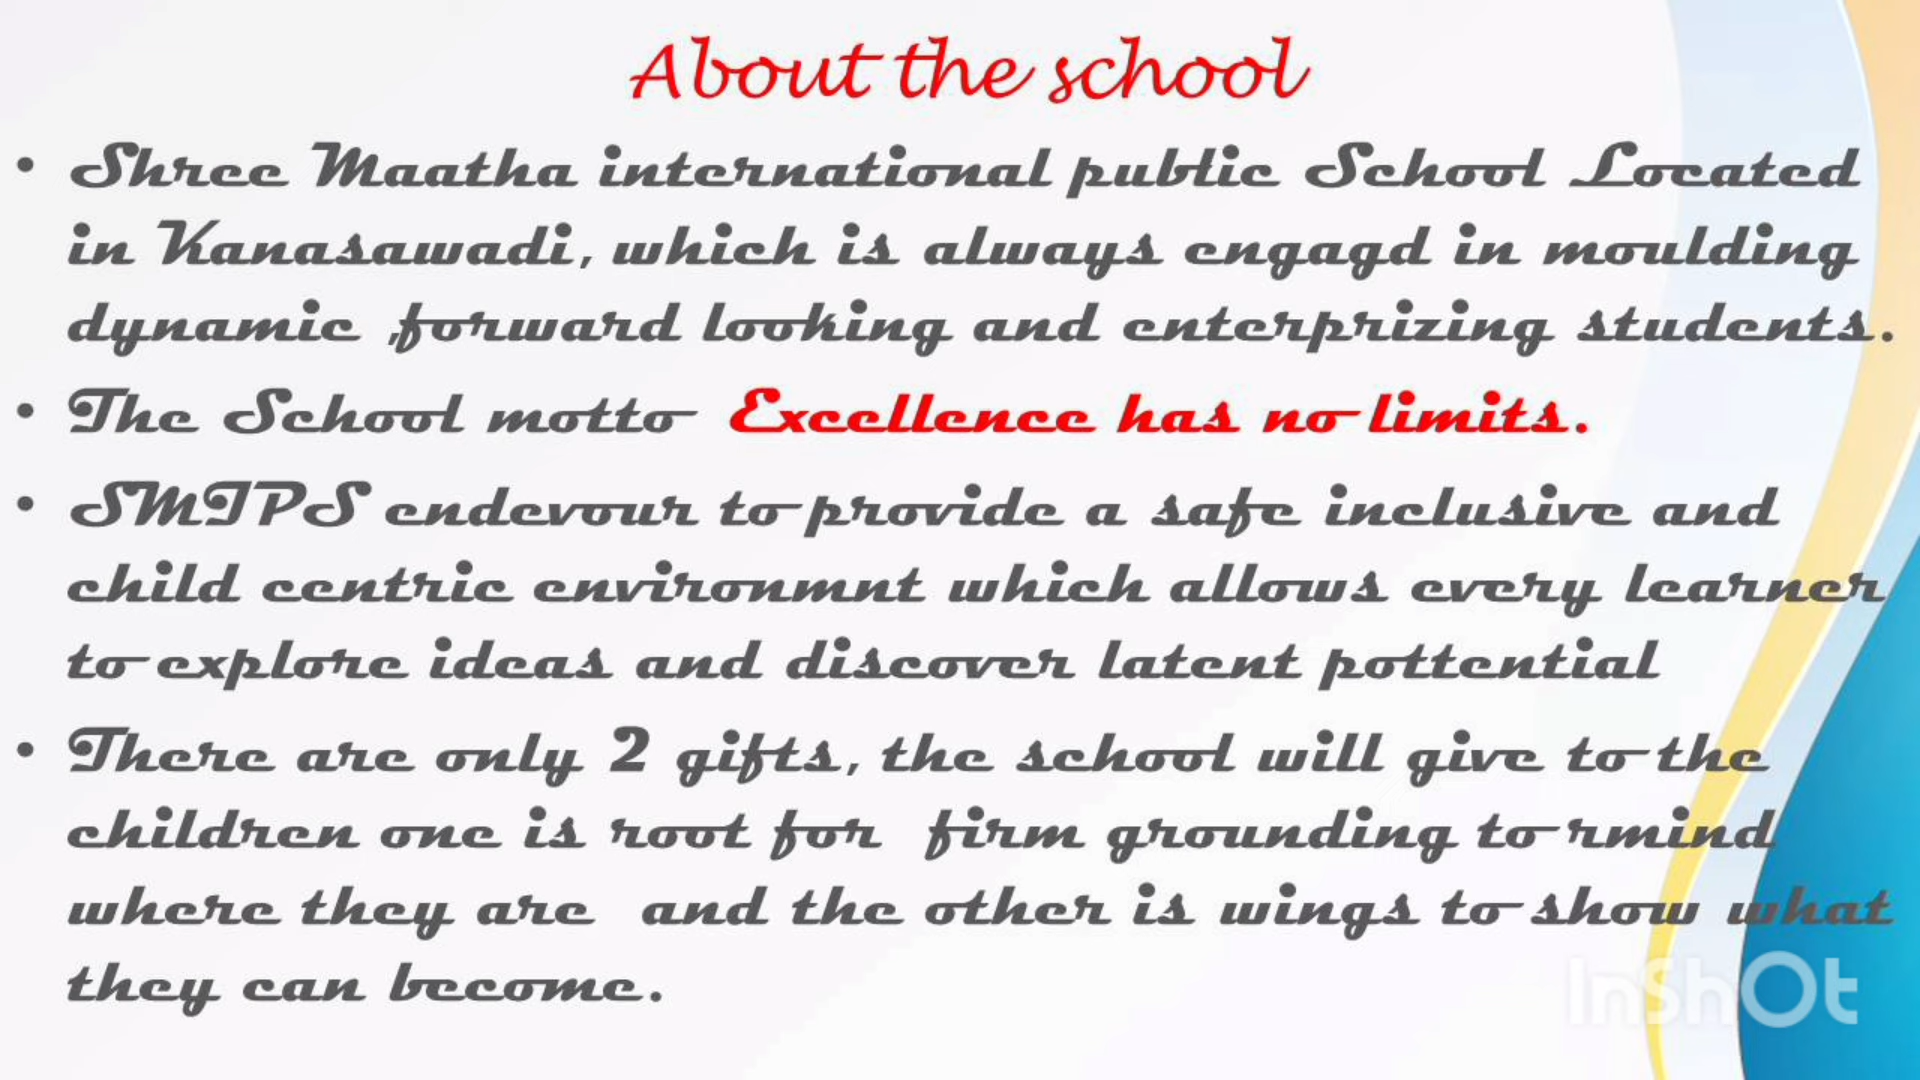 About the school
• Shree Maatha international public School Located
in Kanasawadi, which is always engagd in moulding
dynamic ,forward looking and enterprizing students.
• The School motto Excellence has no limits.
• SMIPS endevour to provide a safe inclusive and
child centric environmnt which allows every learner
to explore ideas and discover latent pottential
• There are only 2 gifts, the school will give to the
children one is root for firm grounding to rmind
where they are and the other is wings to show what
they can become.
InShOt